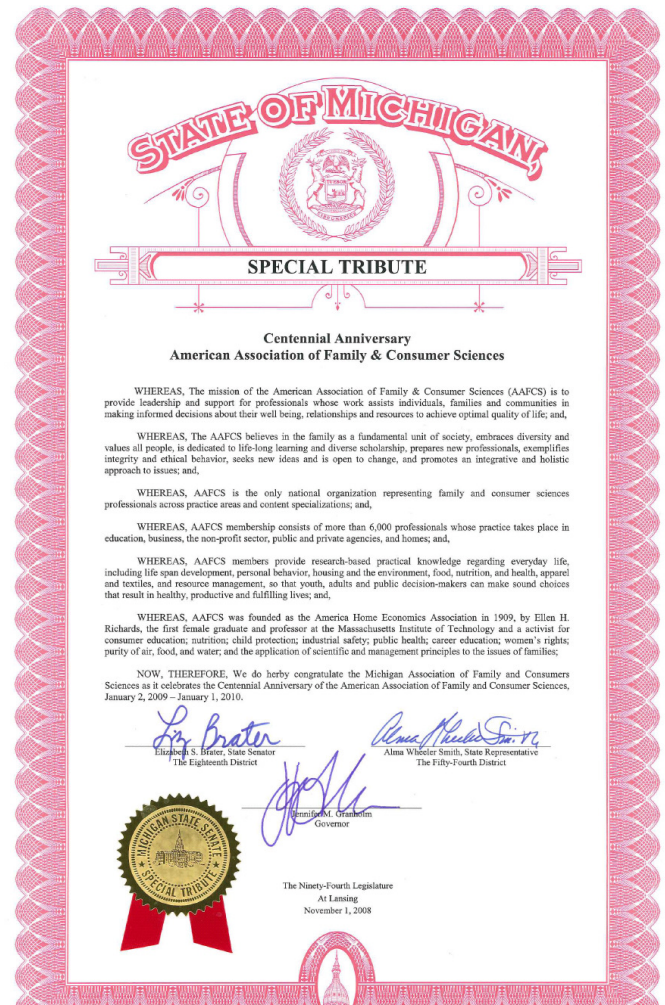 STATE OF MICHIGAN,
TUEBOR
CIRCUMSPICE
SPECIAL TRIBUTE
Centennial Anniversary
American Association of Family & Consumer Sciences
WHEREAS, The mission of the American Association of Family & Consumer Sciences (AAFCS) is to
provide leadership and support for professionals whose work assists individuals, families and communities in
making informed decisions about their well being, relationships and resources to achieve optimal quality of life; and,
WHEREAS, The AAFCS believes in the family as a fundamental unit of society, embraces diversity and
values all people, is dedicated to life-long learning and diverse scholarship, prepares new professionals, exemplifies
integrity and ethical behavior, seeks new ideas and is open to change, and promotes an integrative and holistic
approach to issues; and,
WHEREAS, AAFCS is the only national organization representing family and consumer sciences
professionals across practice areas and content specializations; and,
WHEREAS, AAFCS membership consists of more than 6,000 professionals whose practice takes place in
education, business, the non-profit sector, public and private agencies, and homes; and,
WHEREAS, AAFCS members provide research-based practical knowledge regarding everyday life,
including life span development, personal behavior, housing and the environment, food, nutrition, and health, apparel
and textiles, and resource management, so that youth, adults and public decision-makers can make sound choices
that result in healthy, productive and fulfilling lives; and,
WHEREAS, AAFCS was founded as the America Home Economics Association in 1909, by Ellen H.
Richards, the first female graduate and professor at the Massachusetts Institute of Technology and a activist for
consumer education; nutrition; child protection; industrial safety; public health; career education; women's rights;
purity of air, food, and water; and the application of scientific and management principles to the issues of families;
NOW, THEREFORE, We do herby congratulate the Michigan Association of Family and Consumers
Sciences as it celebrates the Centennial Anniversary of the American Association of Family and Consumer Sciences,
January 2, 2009 – January 1, 2010.
Liz Brater
Elizabeth S. Brater, State Senator
The Eighteenth District
Alma Wheeler Smith
Alma Wheeler Smith, State Representative
The Fifty-Fourth District
Jennifer M. Granholm
Governor
MICHIGAN STATE SENATE
SPECIAL TRIBUTE
The Ninety-Fourth Legislature
At Lansing
November 1, 2008